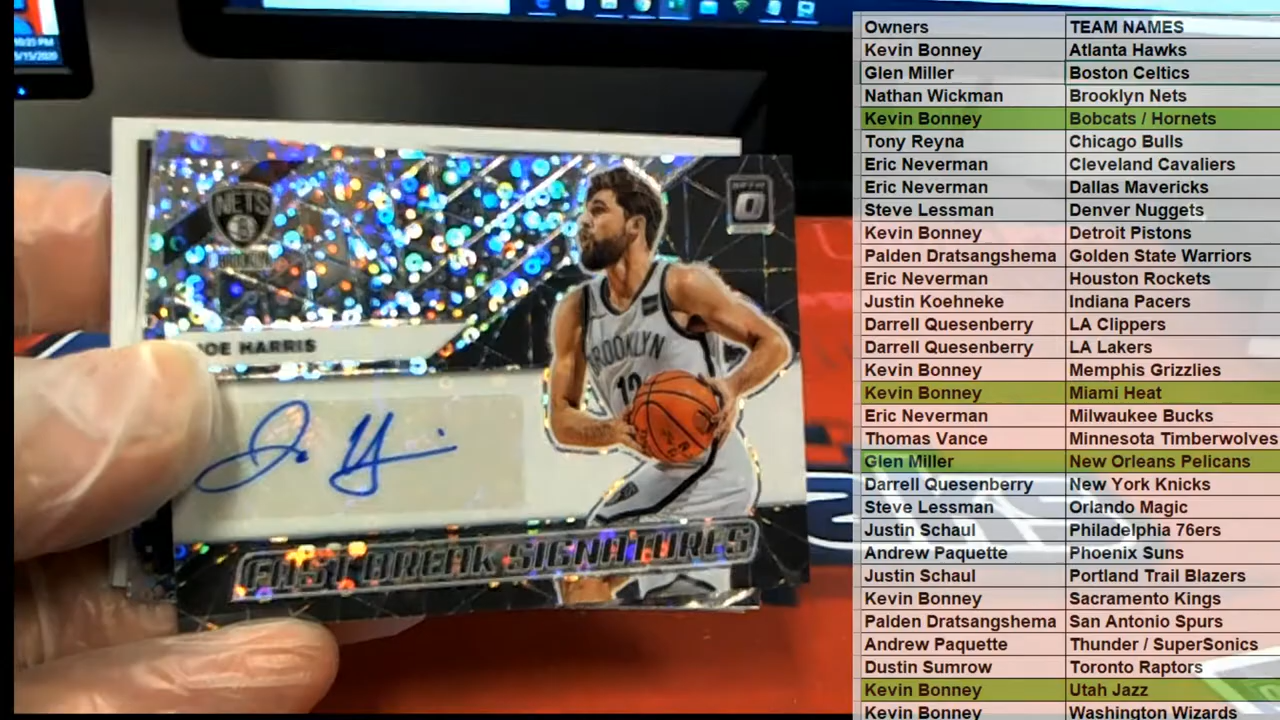 10:25 PM
5/15/2020
NETS
BROOKLYN
JOE HARRIS
BROOKLYN
12
FAST BREAK SIGNATURES
Owners TEAM NAMES
Kevin Bonney Atlanta Hawks
Glen Miller Boston Celtics
Nathan Wickman Brooklyn Nets
Kevin Bonney Bobcats / Hornets
Tony Reyna Chicago Bulls
Eric Neverman Cleveland Cavaliers
Eric Neverman Dallas Mavericks
Steve Lessman Denver Nuggets
Kevin Bonney Detroit Pistons
Palden Dratsangshema Golden State Warriors
Eric Neverman Houston Rockets
Justin Koehneke Indiana Pacers
Darrell Quesenberry LA Clippers
Darrell Quesenberry LA Lakers
Kevin Bonney Memphis Grizzlies
Kevin Bonney Miami Heat
Eric Neverman Milwaukee Bucks
Thomas Vance Minnesota Timberwolves
Glen Miller New Orleans Pelicans
Darrell Quesenberry New York Knicks
Steve Lessman Orlando Magic
Justin Schaul Philadelphia 76ers
Andrew Paquette Phoenix Suns
Justin Schaul Portland Trail Blazers
Kevin Bonney Sacramento Kings
Palden Dratsangshema San Antonio Spurs
Andrew Paquette Thunder / SuperSonics
Dustin Sumrow Toronto Raptors
Kevin Bonney Utah Jazz
Kevin Bonney Washington Wizards